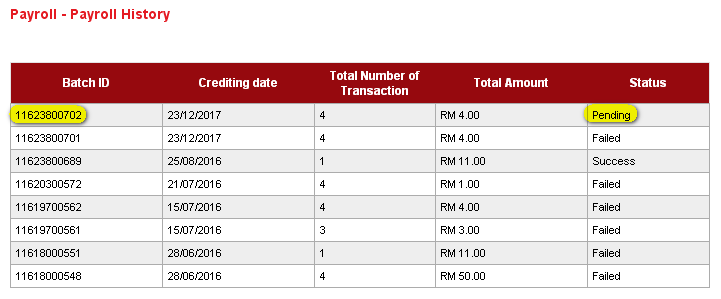 Payroll - Payroll History
Batch ID Crediting date Total Number of Transaction Total Amount Status
11623800702 23/12/2017 4 RM 4.00 Pending
11623800701 23/12/2017 4 RM 4.00 Failed
11623800689 25/08/2016 1 RM 11.00 Success
11620300572 21/07/2016 4 RM 1.00 Failed
11619700562 15/07/2016 4 RM 4.00 Failed
11619700561 15/07/2016 3 RM 3.00 Failed
11618000551 28/06/2016 1 RM 11.00 Failed
11618000548 28/06/2016 4 RM 50.00 Failed